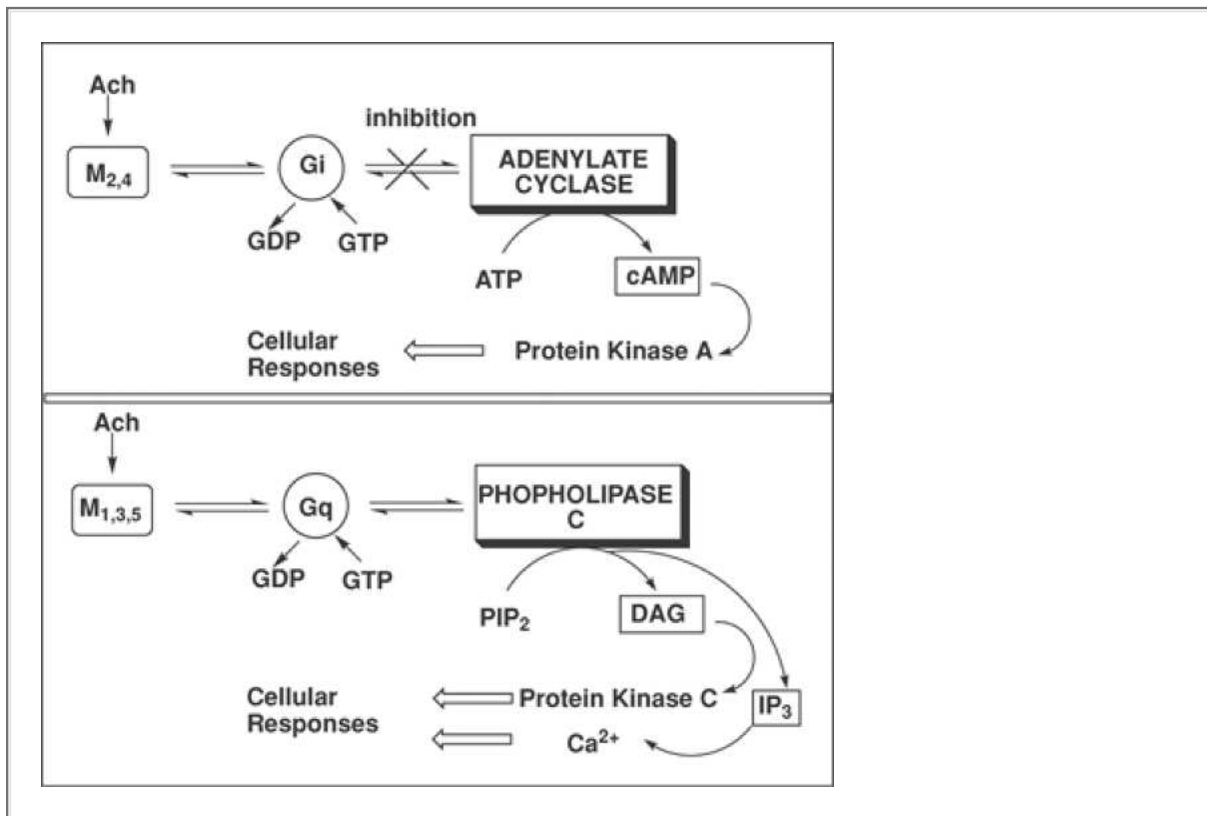 Ach
inhibition
M2,4
Gi
ADENYLATE
CYCLASE
GDP
GTP
ATP
cAMP
Cellular
Responses
Protein Kinase A
Ach
M1,3,5
Gq
PHOPHOLIPASE
C
GDP
GTP
PIP2
DAG
Cellular
Responses
Protein Kinase C
IP3
Ca2+